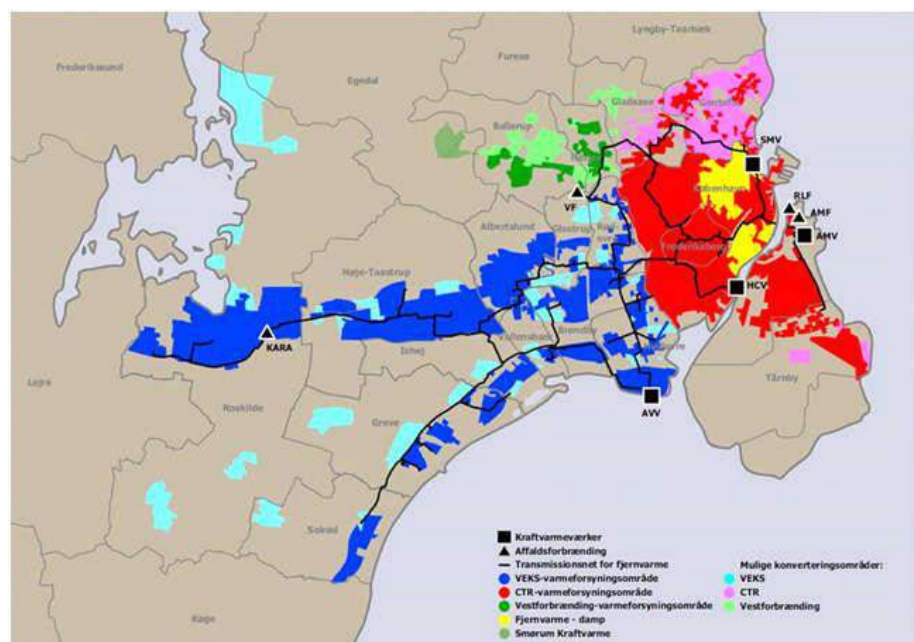 Lyngby-Taarbæk
Frederikssund
Furesø
Egedal
Gladsaxe
Gentofte
Ballerup
SMV
København
VF
RLF
AMF
AMV
Albertslund
Glostrup
Frederiksberg
Høje-Taastrup
HCV
KARA
Vallensbæk
Brøndby
Ishøj
Tårnby
Lejre
AVV
Roskilde
Greve
Solrød
Køge
Kraftvarmeværker
Affaldsforbrænding
Transmissionsnet for fjernvarme
VEKS-varmeforsyningsområde
CTR-varmeforsyningsområde
Vestforbrænding-varmeforsyningsområde
Fjernvarme - damp
Smørum Kraftvarme
Mulige konverteringsområder:
VEKS
CTR
Vestforbrænding